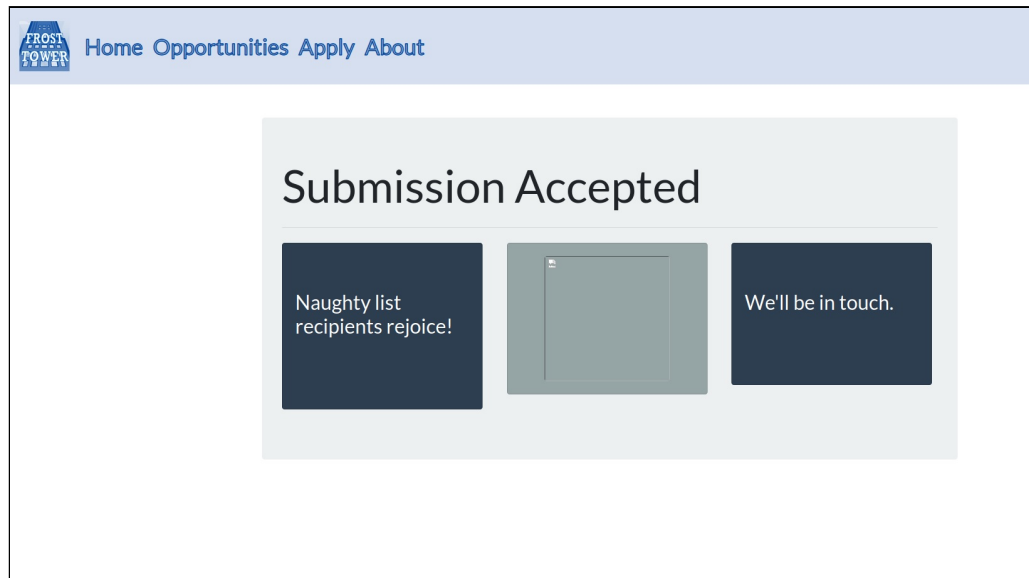 FROST
TOWER
Home Opportunities Apply About
Submission Accepted
Naughty list
recipients rejoice!
We'll be in touch.